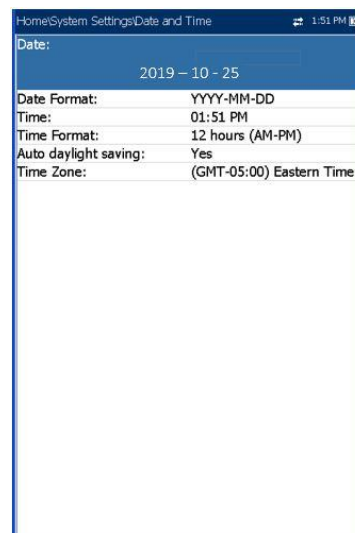 Home\System Settings\Date and Time 1:51 PM
Date:
2019 – 10 - 25
Date Format: YYYY-MM-DD
Time: 01:51 PM
Time Format: 12 hours (AM-PM)
Auto daylight saving: Yes
Time Zone: (GMT-05:00) Eastern Time